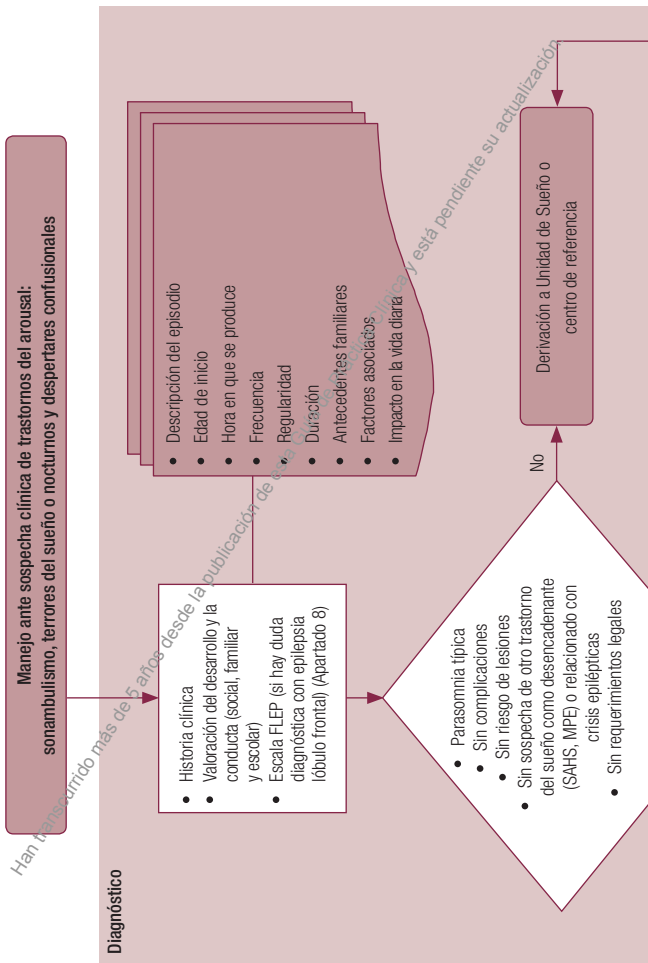 Manejo ante sospecha clínica de trastornos del arousal:
sonambulismo, terrores del sueño o nocturnos y despertares confusionales
Diagnóstico
• Historia clínica
• Valoración del desarrollo y la
conducta (social, familiar
y escolar)
• Escala FLEP (si hay duda
diagnóstica con epilepsia
lóbulo frontal) (Apartado 8)
• Descripción del episodio
• Edad de inicio
• Hora en que se produce
• Frecuencia
• Regularidad
• Duración
• Antecedentes familiares
• Factores asociados
• Impacto en la vida diaria
• Parasomnia típica
• Sin complicaciones
• Sin riesgo de lesiones
• Sin sospecha de otro trastorno
del sueño como desencadenante
(SAHS, MPE) o relacionado con
crisis epilépticas
• Sin requerimientos legales
No
Derivación a Unidad de Sueño o
centro de referencia
Han transcurrido más de 5 años desde la publicación de esta Guía de Práctica Clínica y está pendiente su actualización